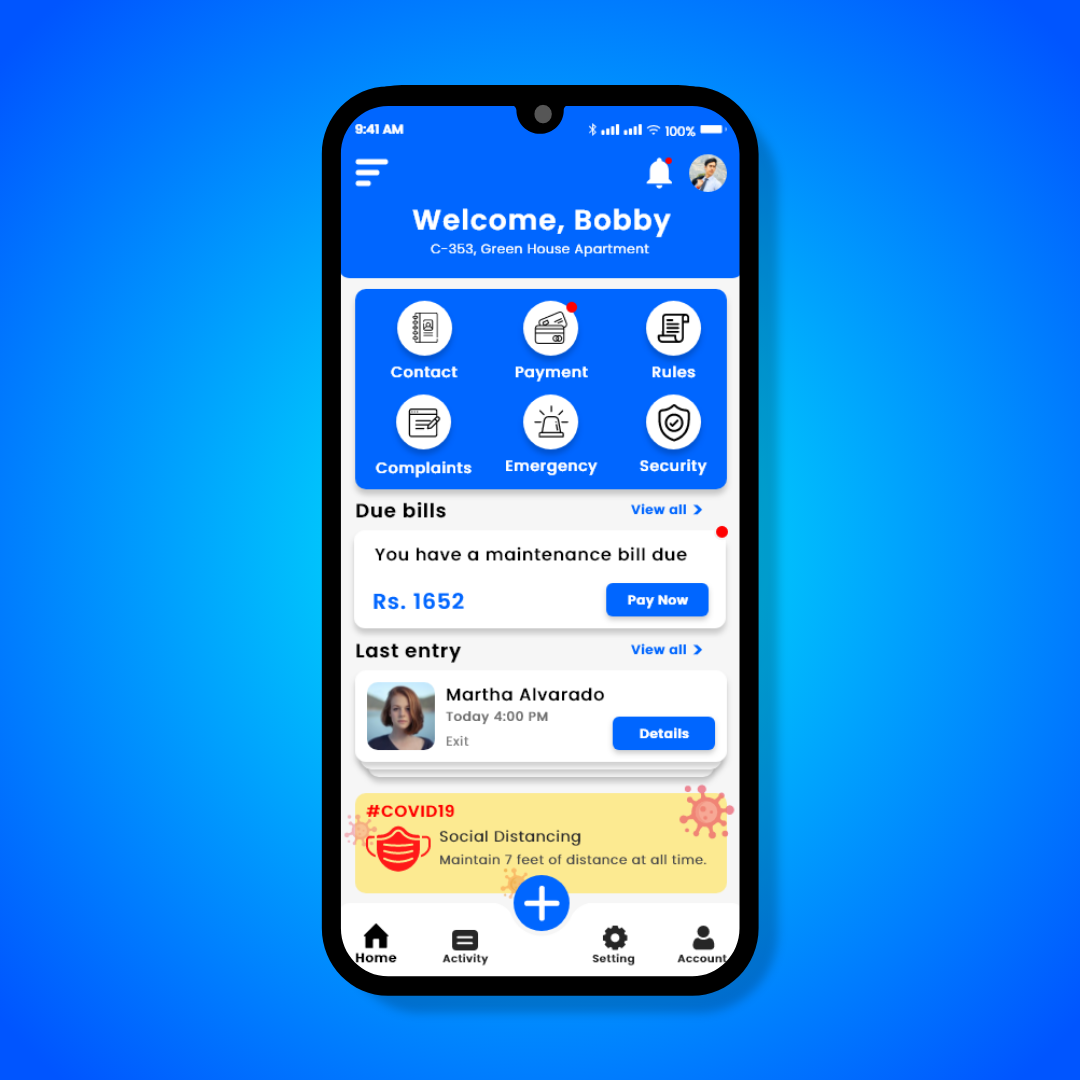 9:41 AM 100%
Welcome, Bobby
C-353, Green House Apartment
Contact Payment Rules
Complaints Emergency Security
Due bills View all
You have a maintenance bill due
Rs. 1652 Pay Now
Last entry View all
Martha Alvarado
Today 4:00 PM
Exit
Details
#COVID19
Social Distancing
Maintain 7 feet of distance at all time.
Home Activity Setting Account